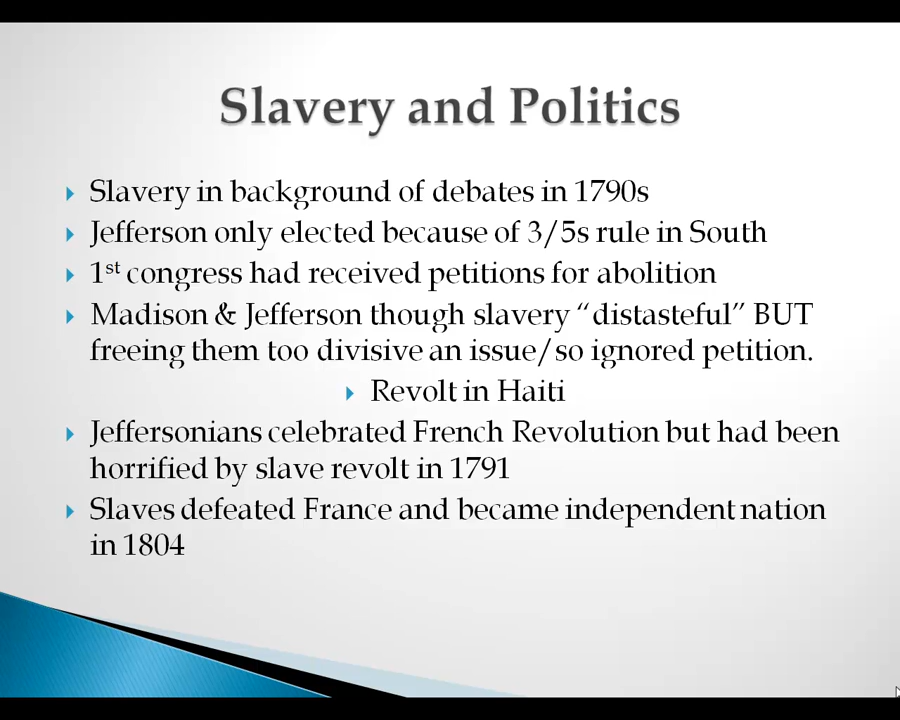 Slavery and Politics
Slavery in background of debates in 1790s
Jefferson only elected because of 3/5s rule in South
1st congress had received petitions for abolition
Madison & Jefferson though slavery “distasteful” BUT
freeing them too divisive an issue/so ignored petition.
Revolt in Haiti
Jeffersonians celebrated French Revolution but had been
horrified by slave revolt in 1791
Slaves defeated France and became independent nation
in 1804